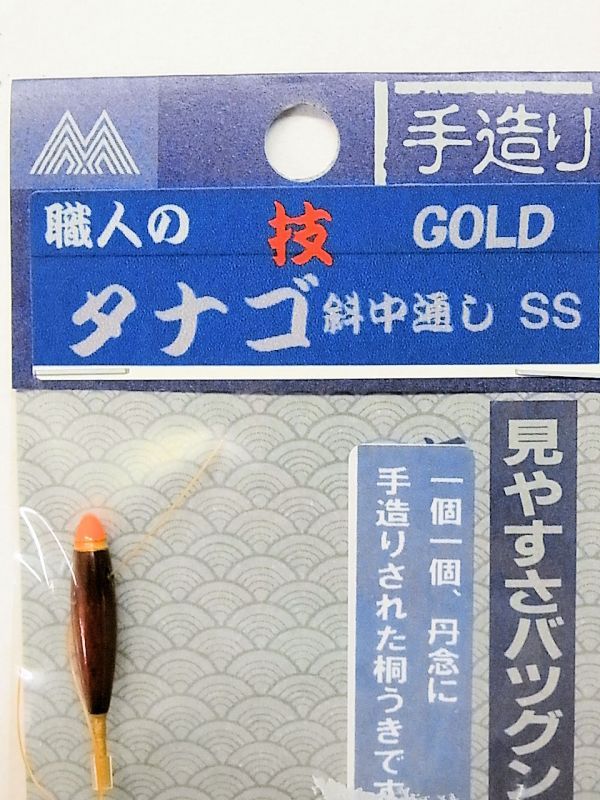 手造り
職人の 技 GOLD
タナゴ 斜中通し SS
見やすさバツグン
一個一個、丹念に
手造りされた桐うきです